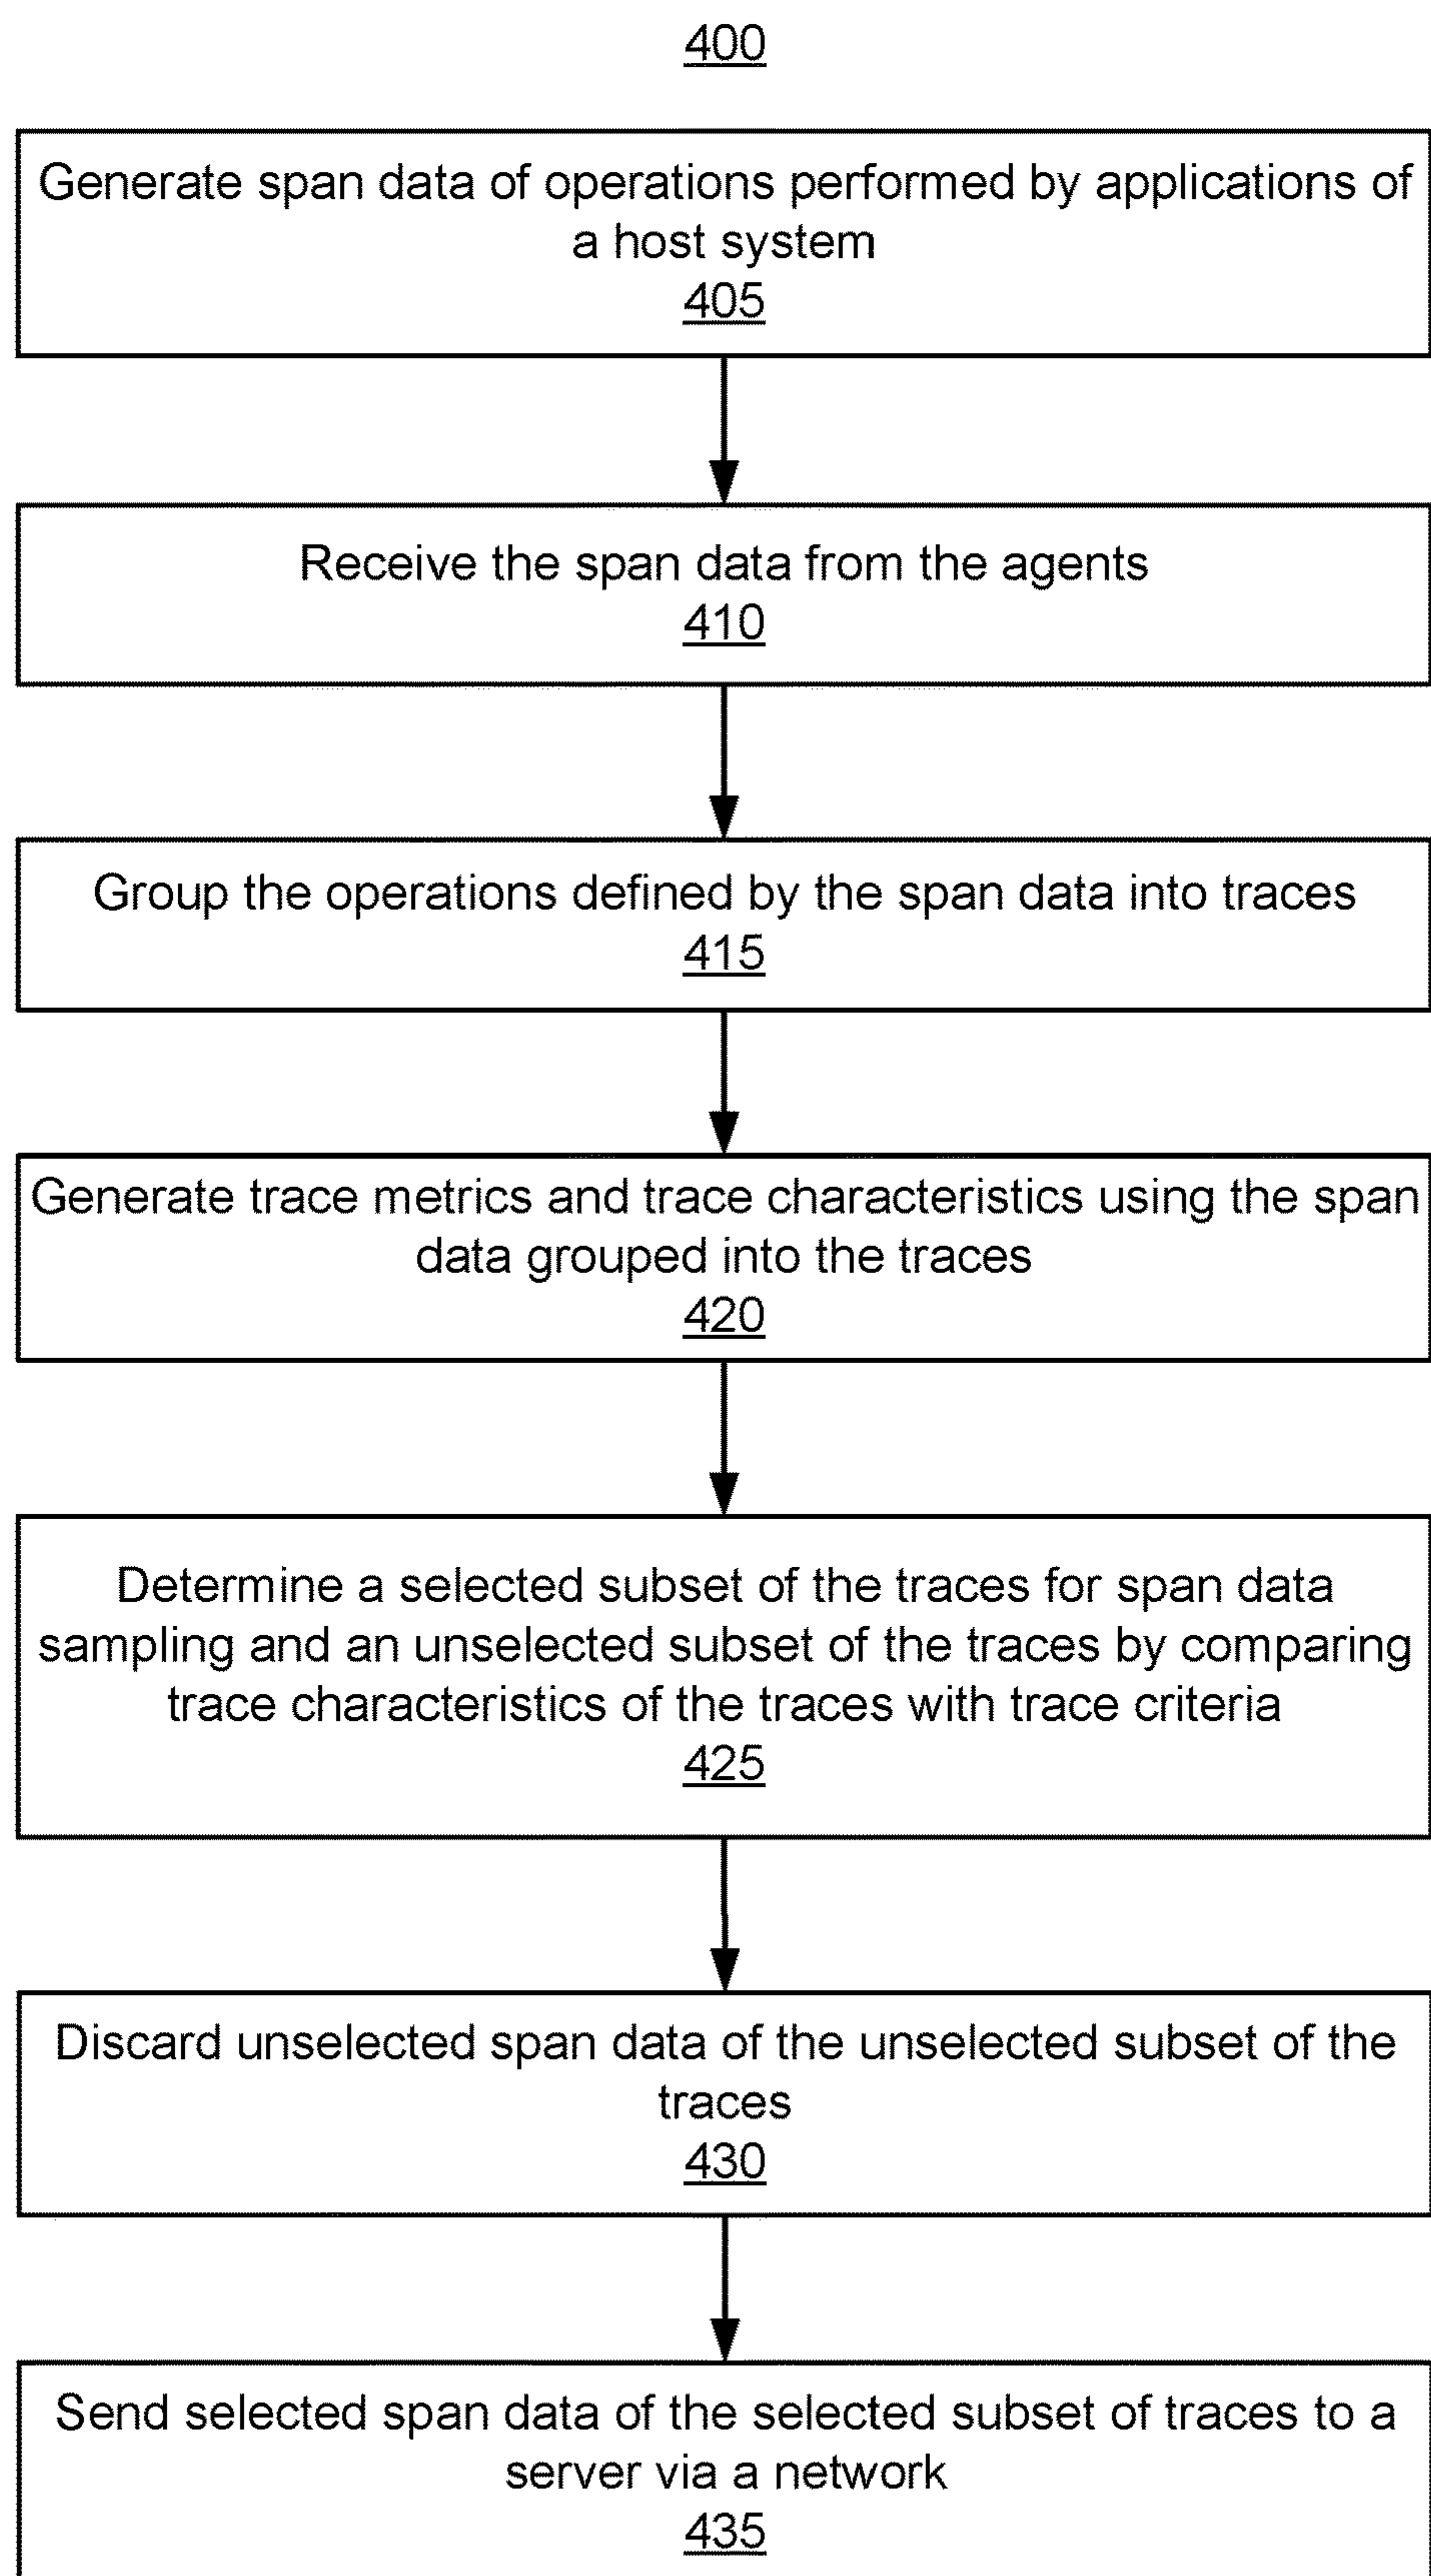 400
Generate span data of operations performed by applications of
a host system
405
Receive the span data from the agents
410
Group the operations defined by the span data into traces
415
Generate trace metrics and trace characteristics using the span
data grouped into the traces
420
Determine a selected subset of the traces for span data
sampling and an unselected subset of the traces by comparing
trace characteristics of the traces with trace criteria
425
Discard unselected span data of the unselected subset of the
traces
430
Send selected span data of the selected subset of traces to a
server via a network
435